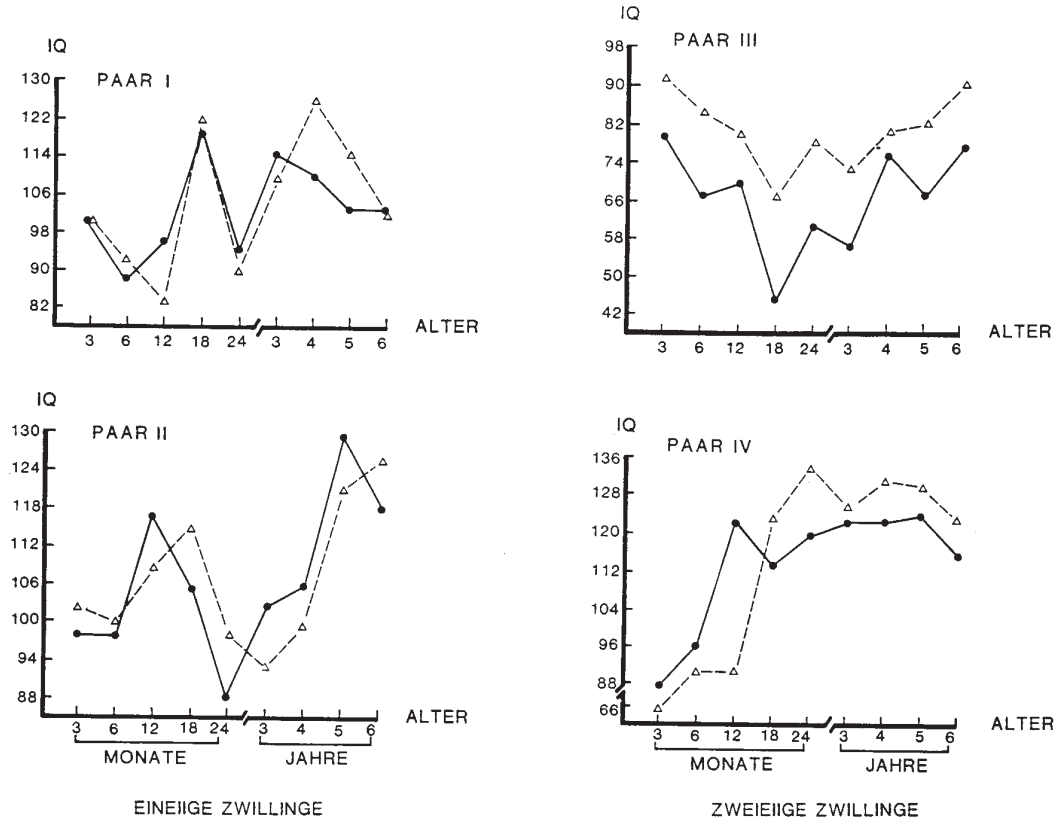 IQ
PAAR I
130
122
114
106
98
90
82
3 6 12 18 24 3 4 5 6
ALTER
IQ
PAAR III
98
90
82
74
66
58
50
42
3 6 12 18 24 3 4 5 6
ALTER
IQ
PAAR II
130
124
118
112
106
100
94
88
3 6 12 18 24 3 4 5 6
ALTER
MONATE JAHRE
EINEIIGE ZWILLINGE
IQ
PAAR IV
136
128
120
112
104
96
88
66
3 6 12 18 24 3 4 5 6
ALTER
MONATE JAHRE
ZWEIEIIGE ZWILLINGE